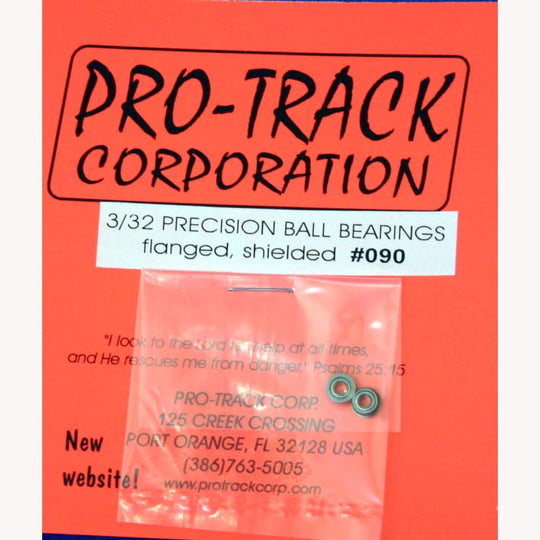 PRO-TRACK
CORPORATION
3/32 PRECISION BALL BEARINGS
flanged, shielded #090
"I look to the Lord for help at all times,
and He rescues me from danger." Psalms 25:15
PRO-TRACK CORP.
125 CREEK CROSSING
PORT ORANGE, FL 32128 USA
(386)763-5005
www.protrackcorp.com
New
website!